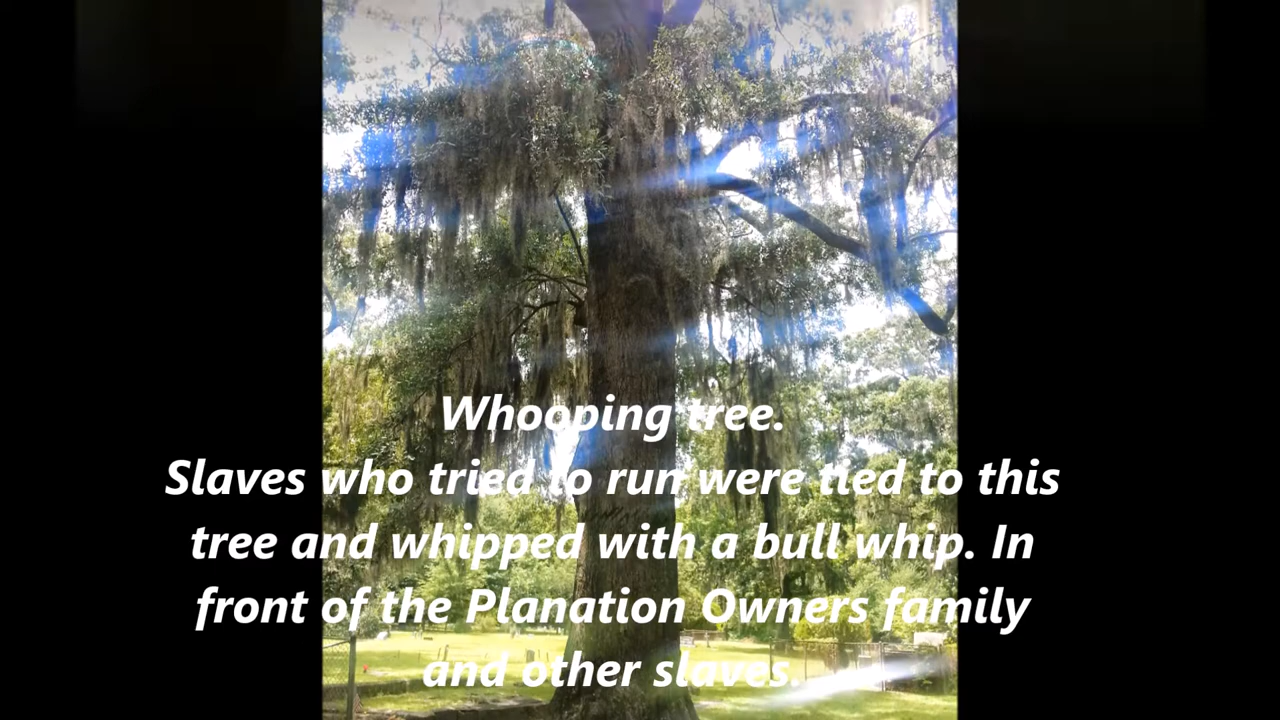 Whooping tree.
Slaves who tried to run were tied to this
tree and whipped with a bull whip. In
front of the Planation Owners family
and other slaves.